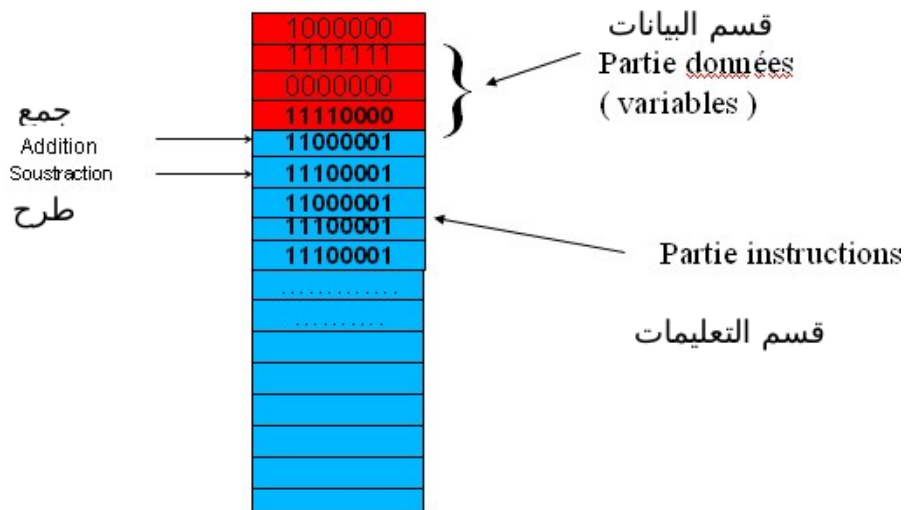 1000000
1111111
0000000
11110000
11000001
11100001
11000001
11100001
11100001
............
..........
قسم البيانات
Partie données
( variables )
جمع
Addition
Soustraction
طرح
Partie instructions
قسم التعليمات